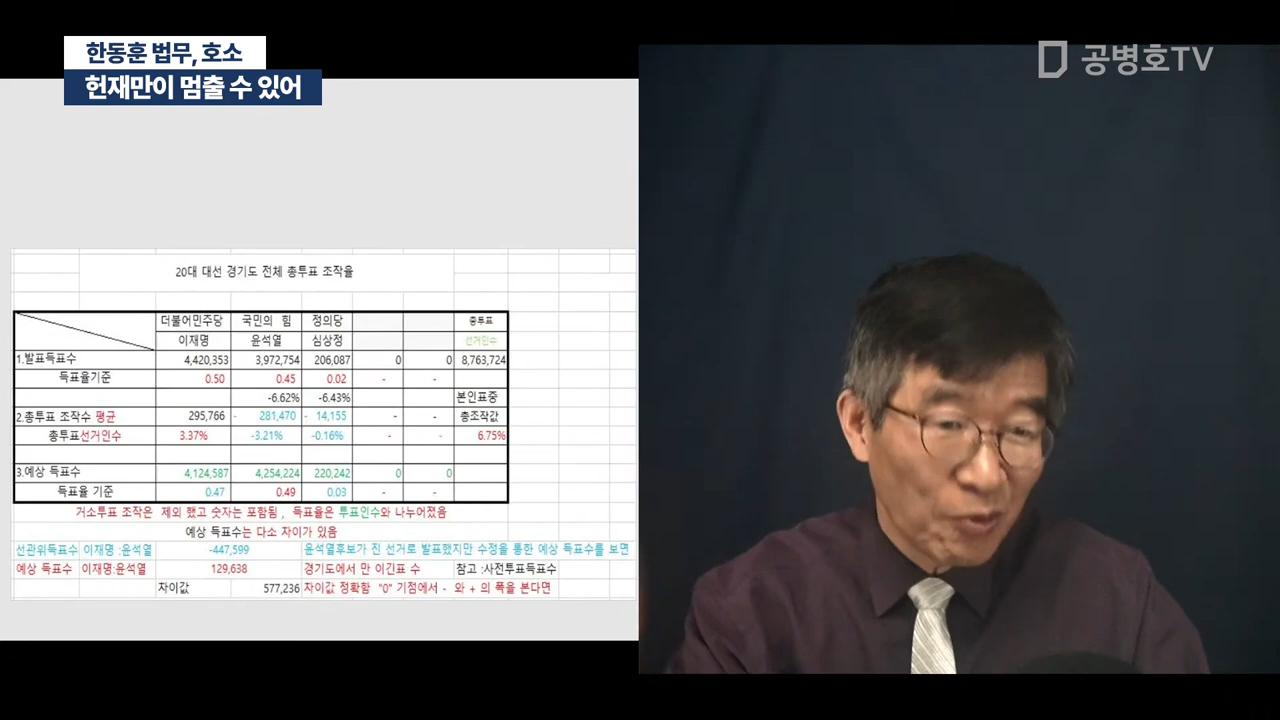 한동훈 법무, 호소
헌재만이 멈출 수 있어
공병호TV
20대 대선 경기도 전체 총투표 조작율
더불어민주당 국민의 힘 정의당 총투표
이재명 윤석열 심상정 선거인수
1.발표득표수 4,420,353 3,972,754 206,087 0 0 8,763,724
득표율기준 0.50 0.45 0.02 - -
-6.62% -6.43% 본인표중
2.총투표 조작수 평균 295,766 - 281,470 - 14,155 - - 총조작값
총투표선거인수 3.37% -3.21% -0.16% - - 6.75%
3.예상 득표수 4,124,587 4,254,224 220,242 0 0
득표율 기준 0.47 0.49 0.03 - -
거소투표 조작은 제외 했고 숫자는 포함됨 , 득표율은 투표인수와 나누어졌음
예상 득표수는 다소 차이가 있음
선관위득표수 이재명 :윤석열 -447,599 윤석열후보가 진 선거로 발표했지만 수정을 통한 예상 득표수를 보면
예상 득표수 이재명:윤석열 129,638 경기도에서 만 이긴표 수 참고 :사전투표득표수
차이값 577,236 차이값 정확함 "0" 기점에서 - 와 + 의 폭을 본다면